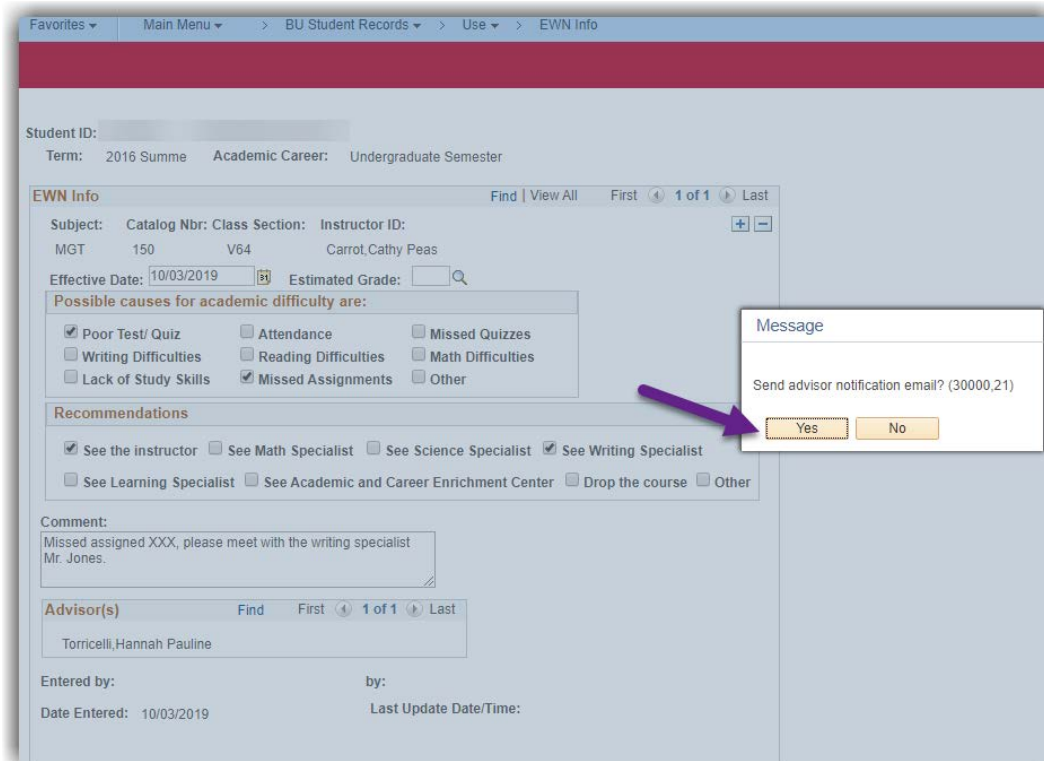 Favorites Main Menu > BU Student Records > Use > EWN Info
Student ID:
Term: 2016 Summe Academic Career: Undergraduate Semester
EWN Info Find | View All First 1 of 1 Last
Subject: Catalog Nbr: Class Section: Instructor ID:
MGT 150 V64 Carrot,Cathy Peas
Effective Date: 10/03/2019 31 Estimated Grade:
Possible causes for academic difficulty are:
Poor Test/ Quiz Attendance Missed Quizzes
Writing Difficulties Reading Difficulties Math Difficulties
Lack of Study Skills Missed Assignments Other
Recommendations
See the instructor See Math Specialist See Science Specialist See Writing Specialist
See Learning Specialist See Academic and Career Enrichment Center Drop the course Other
Comment:
Missed assigned XXX, please meet with the writing specialist
Mr. Jones.
Advisor(s) Find First 1 of 1 Last
Torricelli,Hannah Pauline
Entered by: by:
Date Entered: 10/03/2019 Last Update Date/Time:
Message
Send advisor notification email? (30000,21)
Yes No